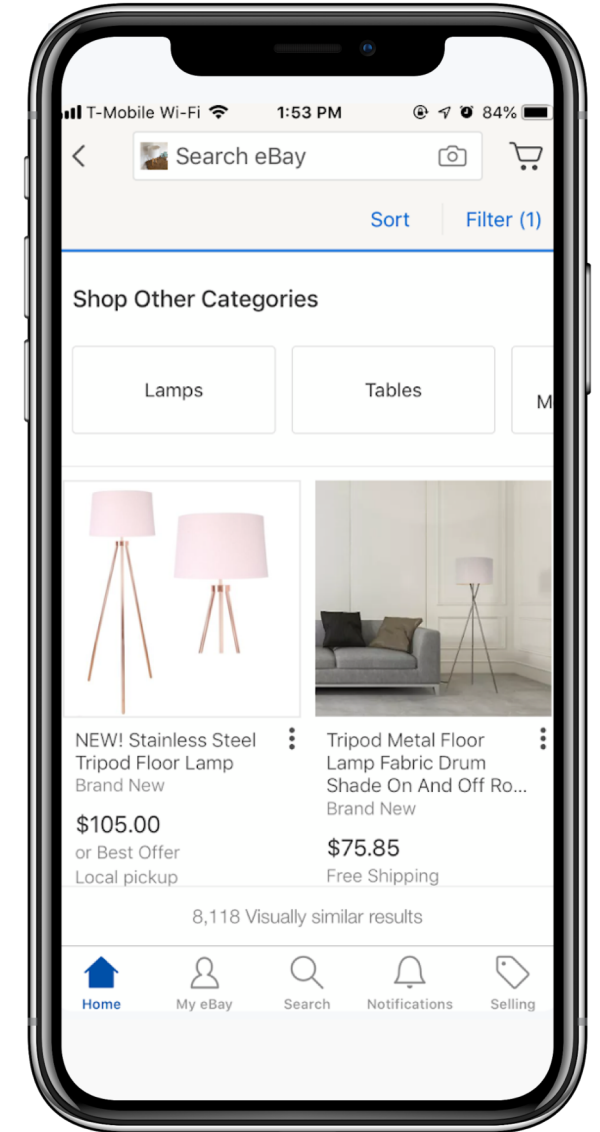 T-Mobile Wi-Fi 1:53 PM 84%
Search eBay
Sort Filter (1)
Shop Other Categories
Lamps Tables M
NEW! Stainless Steel
Tripod Floor Lamp
Brand New
$105.00
or Best Offer
Local pickup
Tripod Metal Floor
Lamp Fabric Drum
Shade On And Off Ro...
Brand New
$75.85
Free Shipping
8,118 Visually similar results
Home My eBay Search Notifications Selling